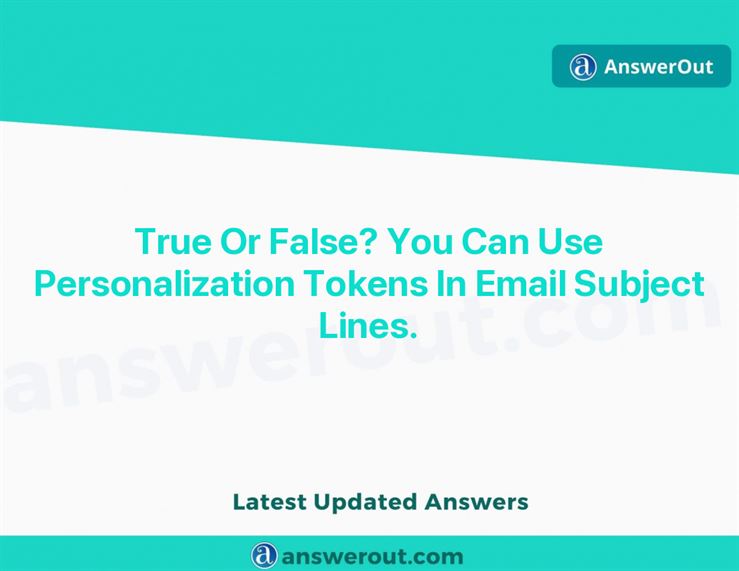 AnswerOut
True Or False? You Can Use
Personalization Tokens In Email Subject
Lines.
answerout.com
Latest Updated Answers
answerout.com